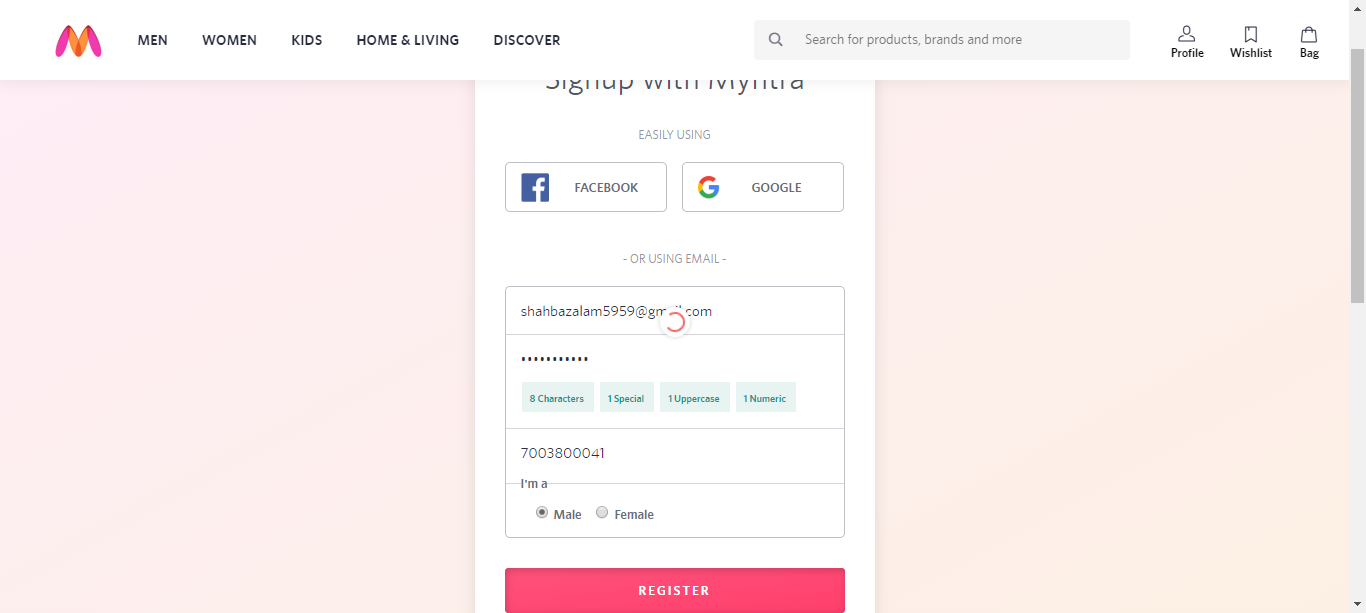 MEN WOMEN KIDS HOME & LIVING DISCOVER Search for products, brands and more Profile Wishlist Bag
Signup with Myntra
EASILY USING
FACEBOOK GOOGLE
- OR USING EMAIL -
shahbazalam5959@gmail.com
•••••••••••
8 Characters 1 Special 1 Uppercase 1 Numeric
7003800041
I'm a
Male Female
REGISTER